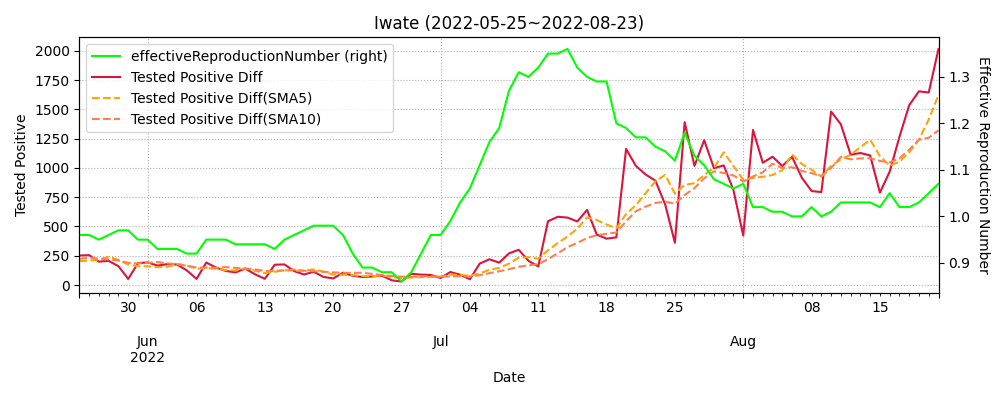 Iwate (2022-05-25~2022-08-23)
effectiveReproductionNumber (right)
Tested Positive Diff
Tested Positive Diff(SMA5)
Tested Positive Diff(SMA10)
Tested Positive
2000
1750
1500
1250
1000
750
500
250
0
Effective Reproduction Number
1.3
1.2
1.1
1.0
0.9
30 06 13 20 27 04 11 18 25 08 15
Jun Jul Aug
2022
Date